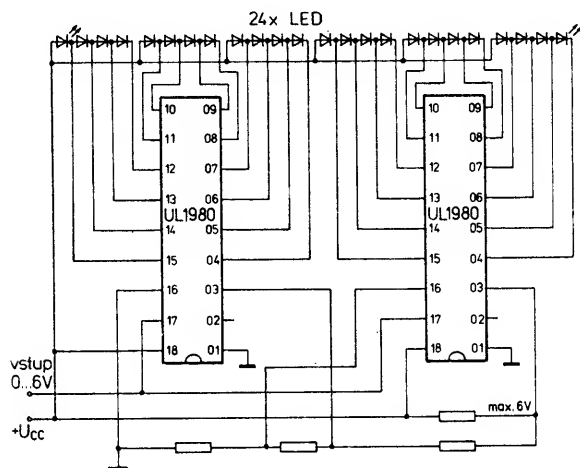 24x LED
10 09 10 09
11 08 11 08
12 07 12 07
13 06 13 06
UL1980 UL1980
14 05 14 05
15 04 15 04
16 03 16 03
17 02 17 02
18 01 18 01
vstup
0...6V
max. 6V
+Ucc